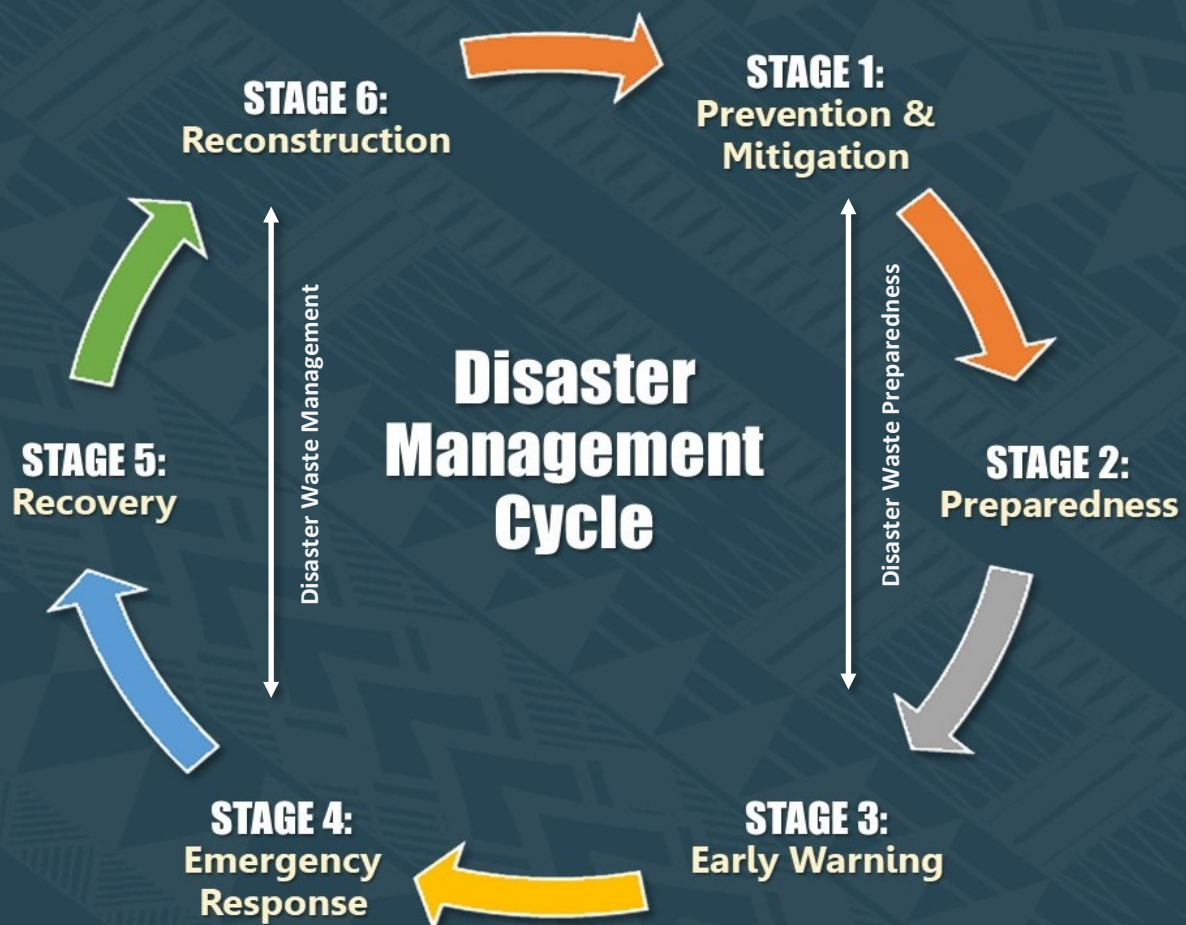 STAGE 1:
Prevention &
Mitigation
STAGE 2:
Preparedness
STAGE 3:
Early Warning
STAGE 4:
Emergency
Response
STAGE 5:
Recovery
STAGE 6:
Reconstruction
Disaster Waste Management
Disaster
Management
Cycle
Disaster Waste Preparedness